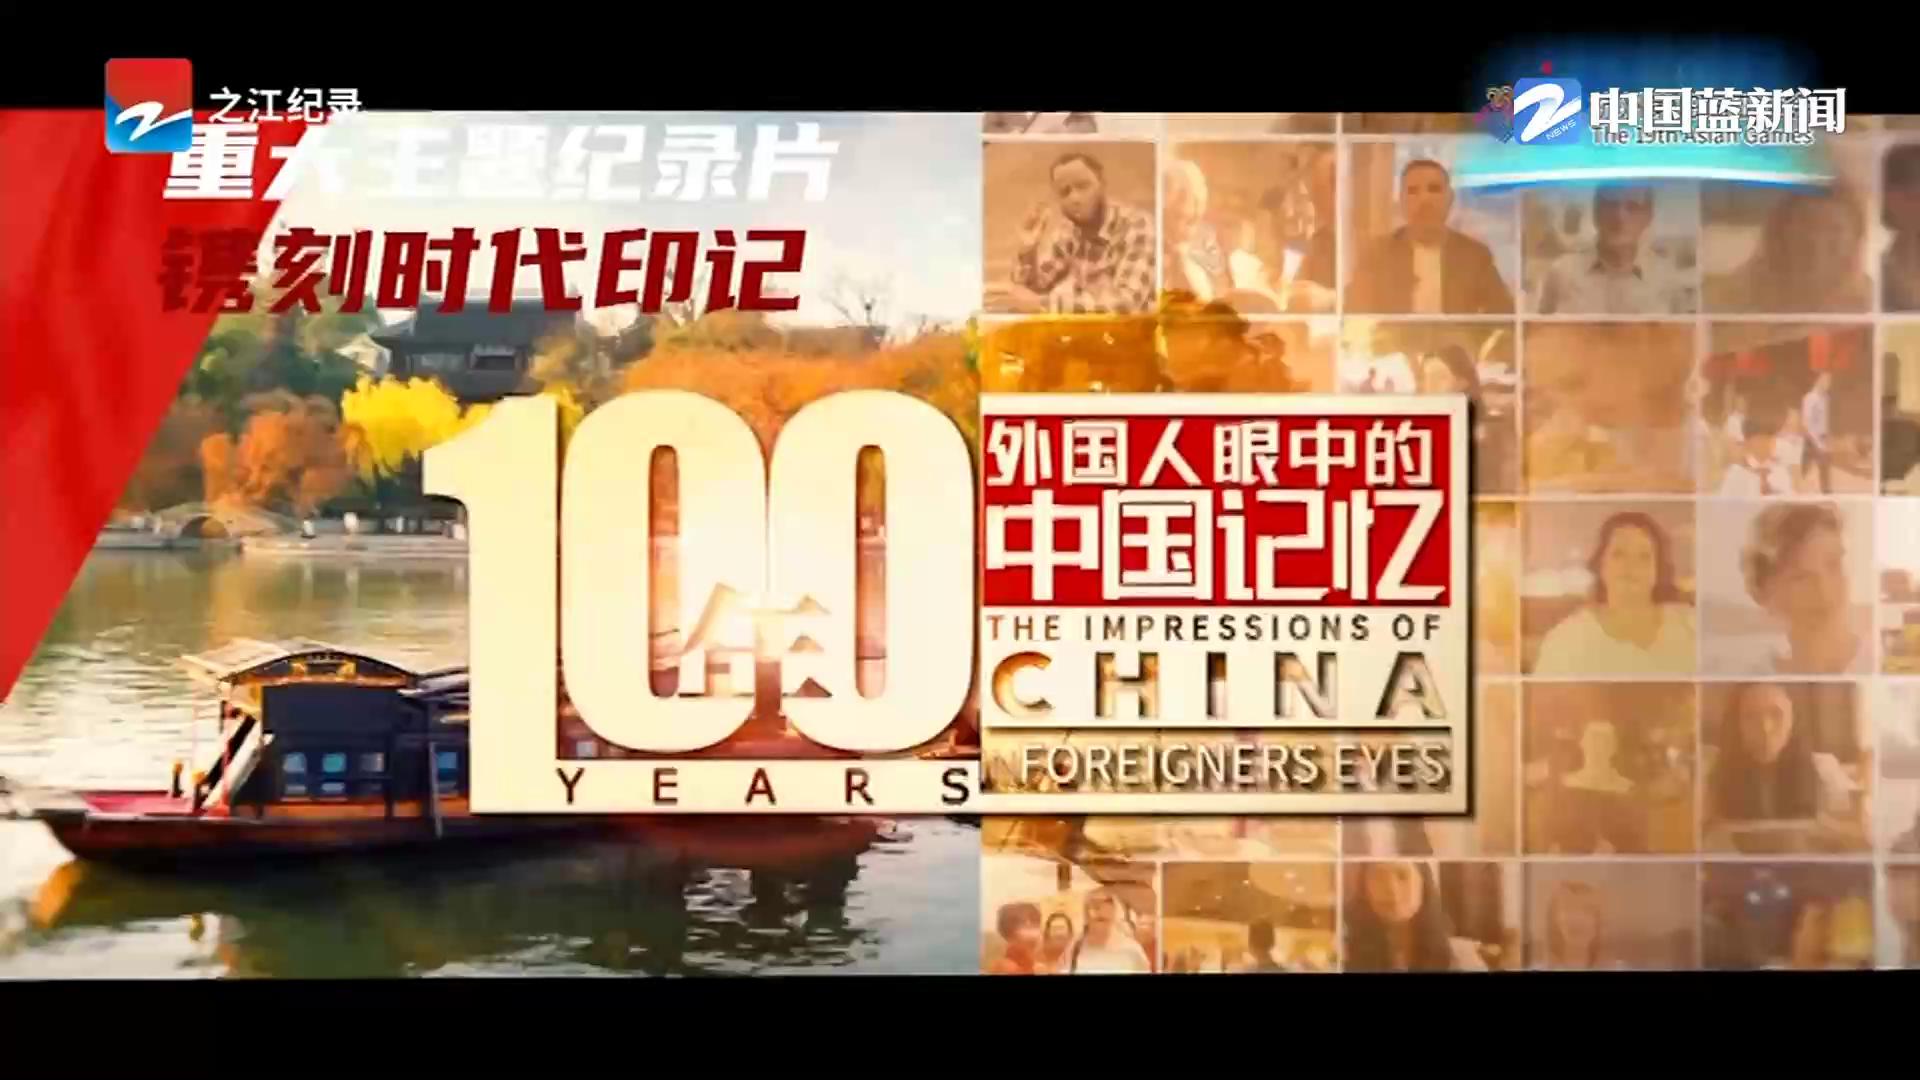 之江纪录
中国蓝新闻
NEWS
The 19th Asian Games
重大主题纪录片
镌刻时代印记
100
年
YEARS
外国人眼中的
中国记忆
THE IMPRESSIONS OF
CHINA
IN FOREIGNERS EYES